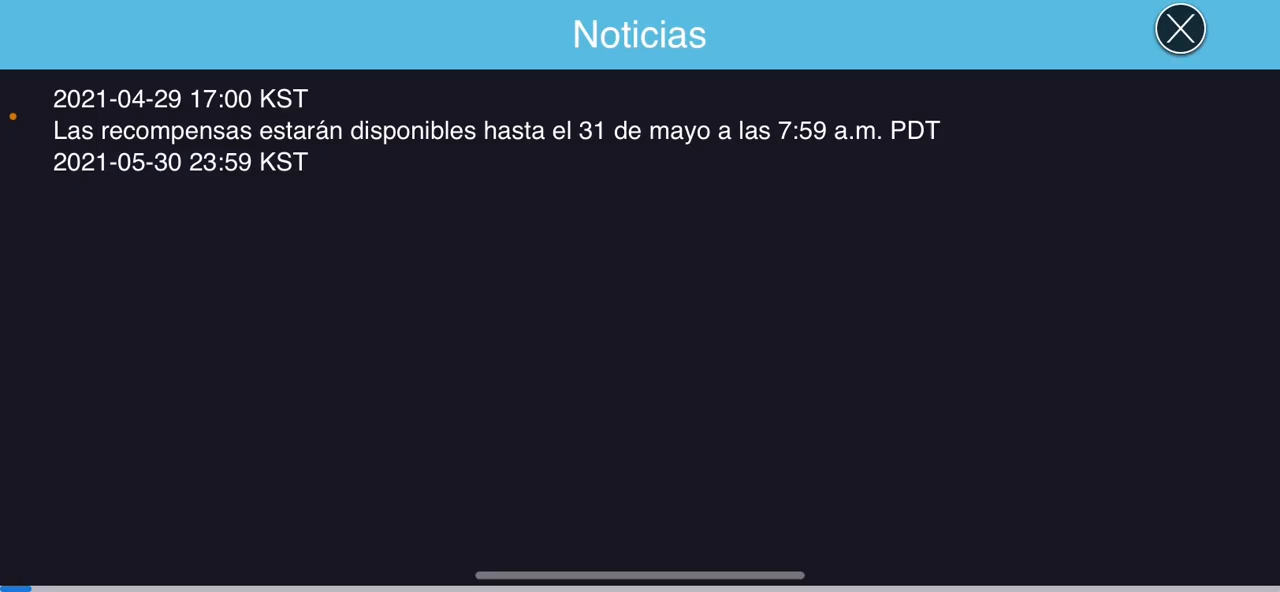 Noticias
2021-04-29 17:00 KST
Las recompensas estarán disponibles hasta el 31 de mayo a las 7:59 a.m. PDT
2021-05-30 23:59 KST